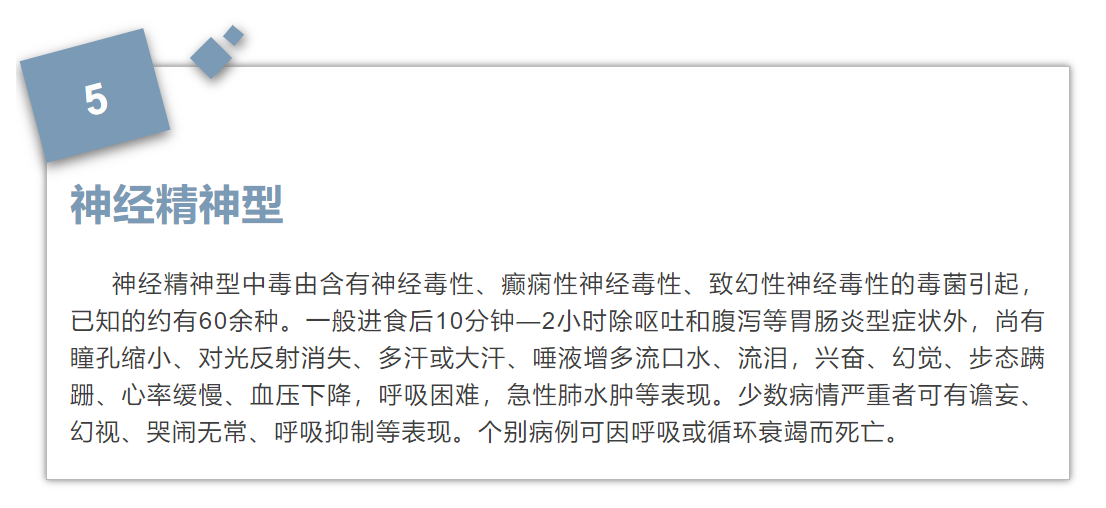 5
神经精神型
神经精神型中毒由含有神经毒性、癫痫性神经毒性、致幻性神经毒性的毒菌引起，
已知的约有60余种。一般进食后10分钟—2小时除呕吐和腹泻等胃肠炎型症状外，尚有
瞳孔缩小、对光反射消失、多汗或大汗、唾液增多流口水、流泪，兴奋、幻觉、步态蹒
跚、心率缓慢、血压下降，呼吸困难，急性肺水肿等表现。少数病情严重者可有谵妄、
幻视、哭闹无常、呼吸抑制等表现。个别病例可因呼吸或循环衰竭而死亡。